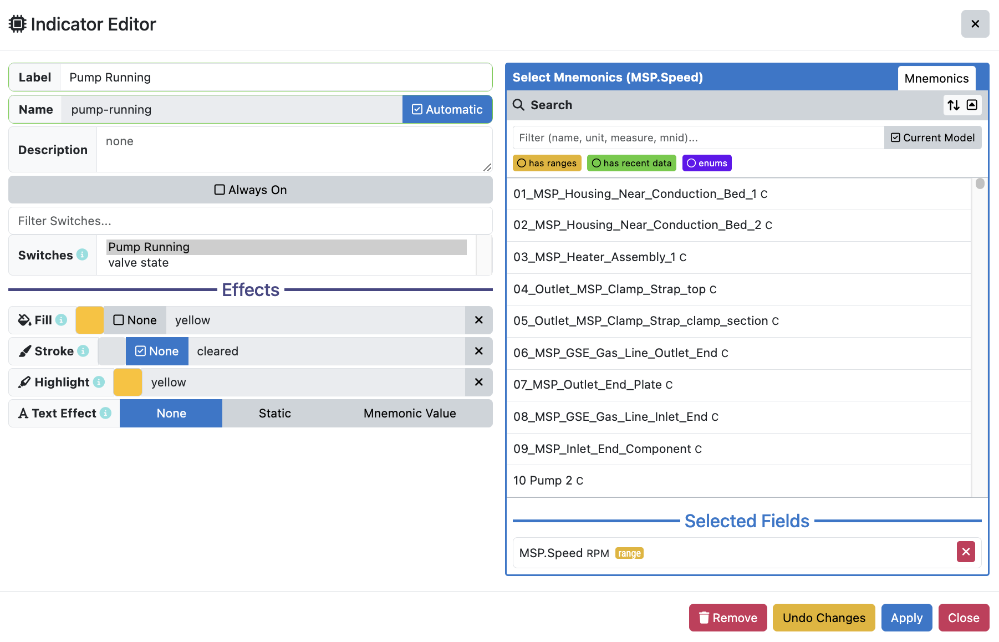 Indicator Editor
Label Pump Running
Name pump-running Automatic
Description none
Always On
Filter Switches...
Switches Pump Running
valve state
Effects
Fill None yellow
Stroke None cleared
Highlight yellow
Text Effect None Static Mnemonic Value
Select Mnemonics (MSP.Speed) Mnemonics
Search
Filter (name, unit, measure, mnid)... Current Model
has ranges has recent data enums
01_MSP_Housing_Near_Conduction_Bed_1 C
02_MSP_Housing_Near_Conduction_Bed_2 C
03_MSP_Heater_Assembly_1 C
04_Outlet_MSP_Clamp_Strap_top C
05_Outlet_MSP_Clamp_Strap_clamp_section C
06_MSP_GSE_Gas_Line_Outlet_End C
07_MSP_Outlet_End_Plate C
08_MSP_GSE_Gas_Line_Inlet_End C
09_MSP_Inlet_End_Component C
10 Pump 2 C
Selected Fields
MSP.Speed RPM range
Remove Undo Changes Apply Close